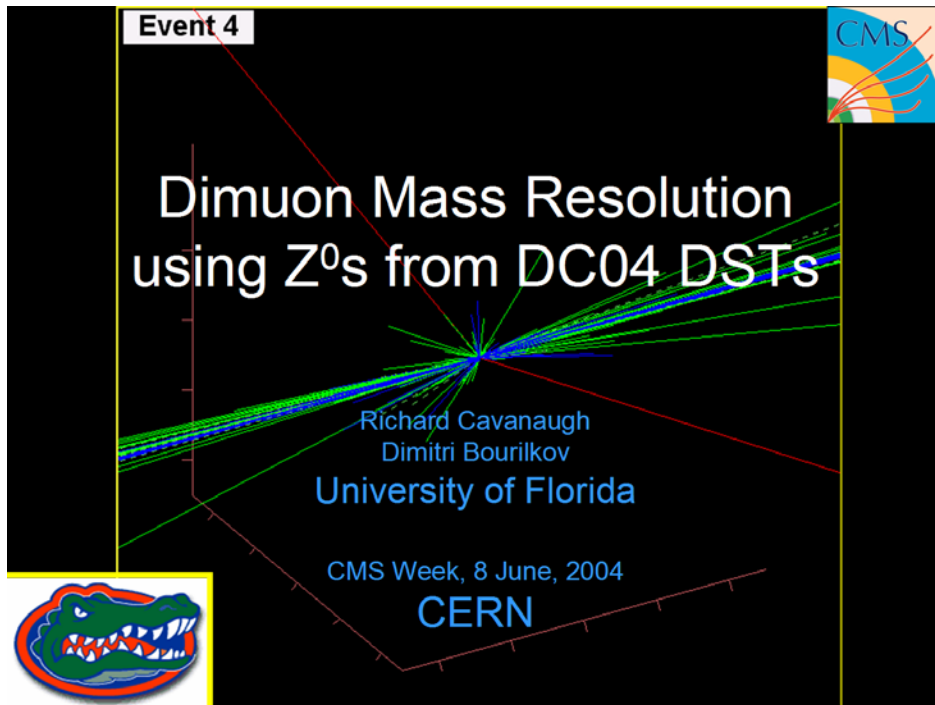 Event 4
CMS
Dimuon Mass Resolution
using Z⁰s from DC04 DSTs
Richard Cavanaugh
Dimitri Bourilkov
University of Florida
CMS Week, 8 June, 2004
CERN